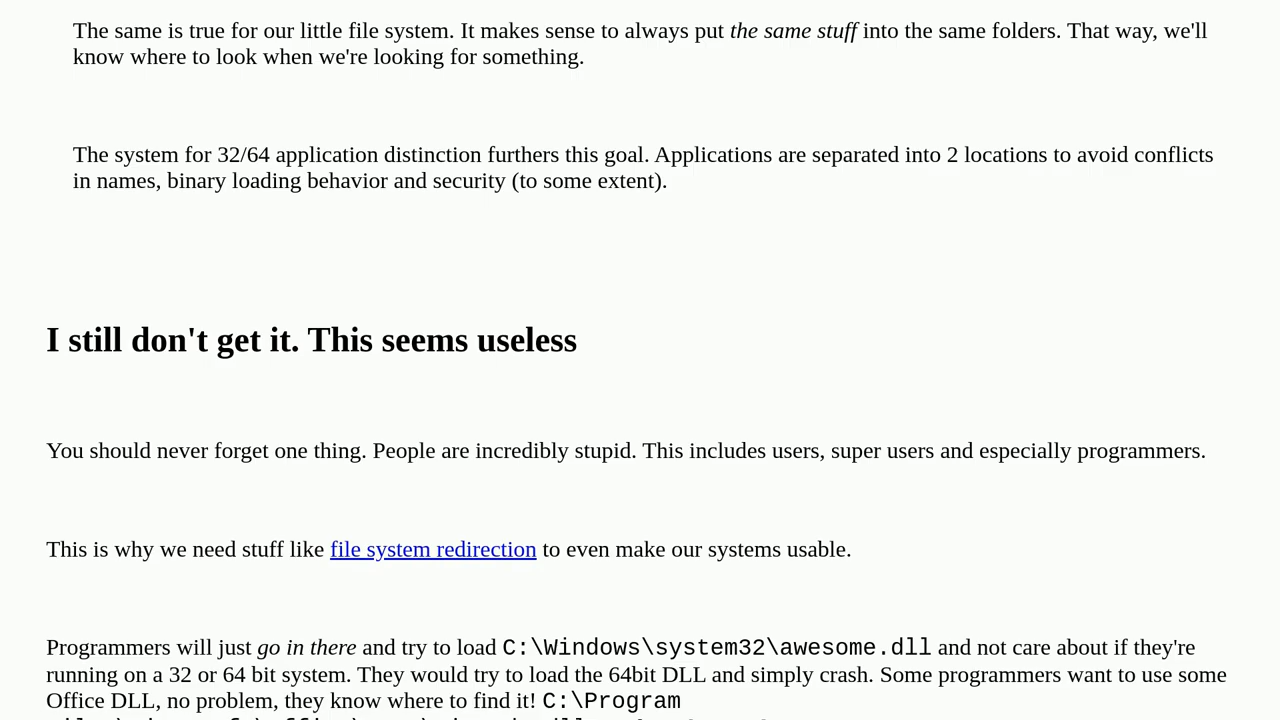 The same is true for our little file system. It makes sense to always put the same stuff into the same folders. That way, we'll
know where to look when we're looking for something.
The system for 32/64 application distinction furthers this goal. Applications are separated into 2 locations to avoid conflicts
in names, binary loading behavior and security (to some extent).
I still don't get it. This seems useless
You should never forget one thing. People are incredibly stupid. This includes users, super users and especially programmers.
This is why we need stuff like file system redirection to even make our systems usable.
Programmers will just go in there and try to load C:\Windows\system32\awesome.dll and not care about if they're
running on a 32 or 64 bit system. They would try to load the 64bit DLL and simply crash. Some programmers want to use some
Office DLL, no problem, they know where to find it! C:\Program